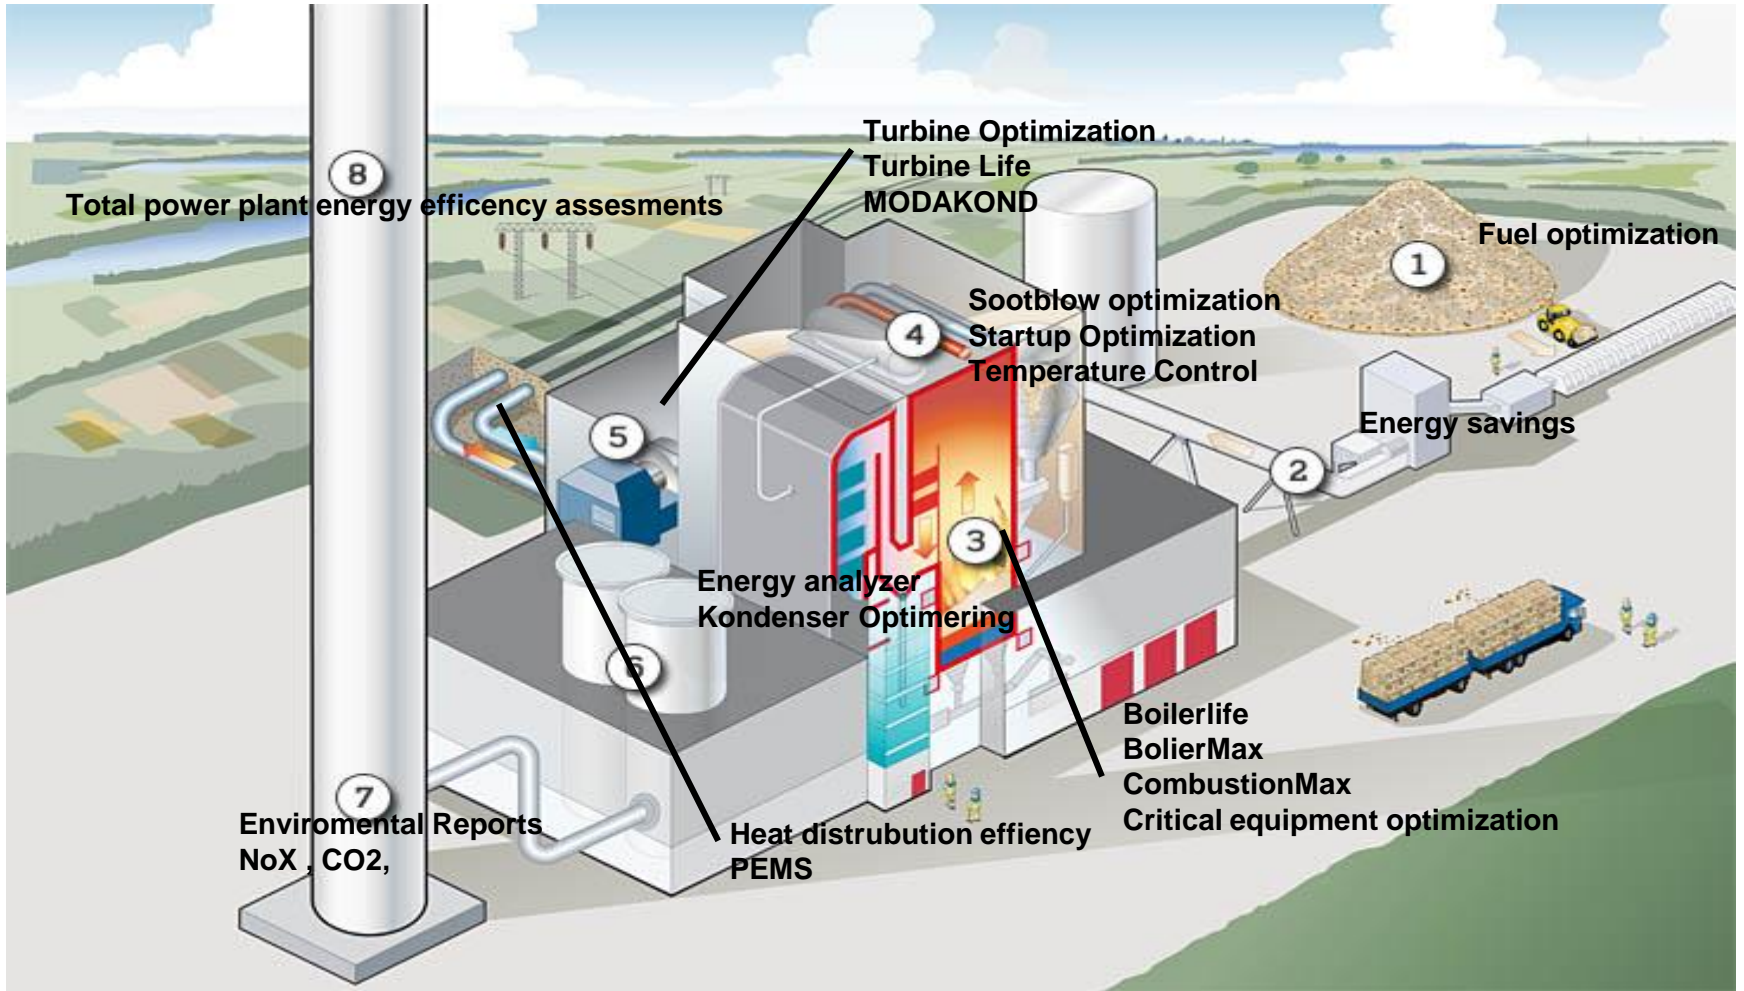 Turbine Optimization
Turbine Life
MODAKOND
8
Total power plant energy efficency assesments
Fuel optimization
1
Sootblow optimization
Startup Optimization
Temperature Control
4
Energy savings
2
5
3
Energy analyzer
Kondenser Optimering
6
Boilerlife
BolierMax
CombustionMax
Critical equipment optimization
7
Enviromental Reports
NoX , CO2,
Heat distrubution effiency
PEMS